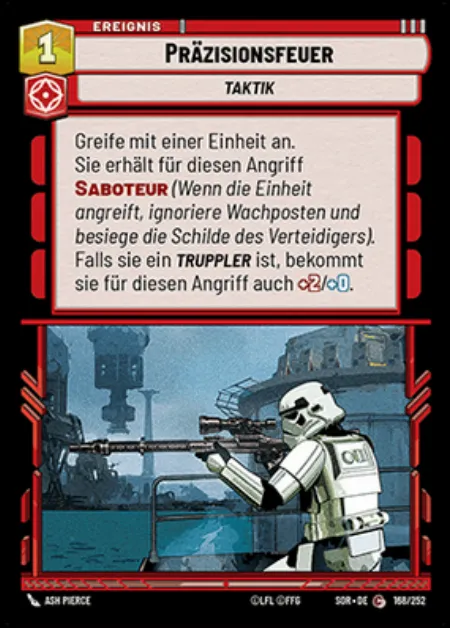 EREIGNIS
1
PRÄZISIONSFEUER
TAKTIK
Greife mit einer Einheit an.
Sie erhält für diesen Angriff
SABOTEUR (Wenn die Einheit
angreift, ignoriere Wachposten und
besiege die Schilde des Verteidigers).
Falls sie ein TRUPPLER ist, bekommt
sie für diesen Angriff auch +2/+0.
ASH PIERCE
©LFL ©FFG
SOR • DE C 168/252